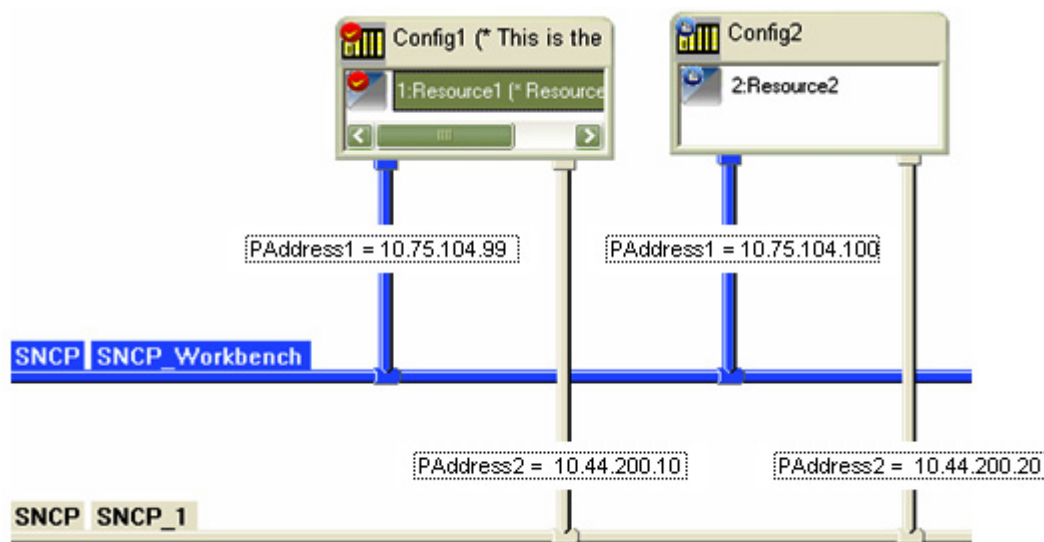 Config1 (* This is the
1:Resource1 (* Resource
Config2
2:Resource2
PAddress1 = 10.75.104.99
PAddress1 = 10.75.104.100
SNCP SNCP_Workbench
PAddress2 = 10.44.200.10
PAddress2 = 10.44.200.20
SNCP SNCP_1